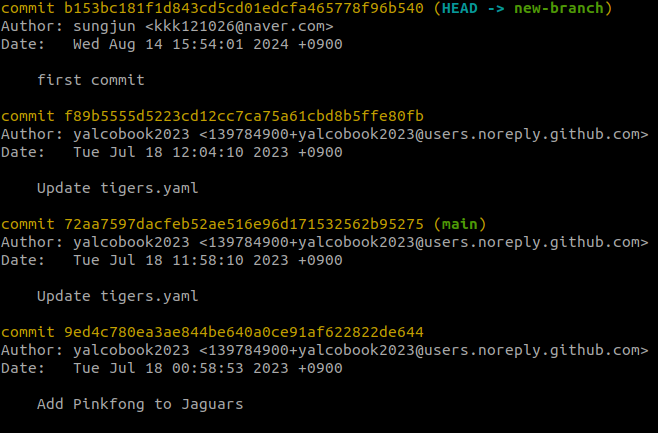 commit b153bc181f1d843cd5cd01edcfa465778f96b540 (HEAD -> new-branch)
Author: sungjun <kkk121026@naver.com>
Date:   Wed Aug 14 15:54:01 2024 +0900
    first commit
commit f89b5555d5223cd12cc7ca75a61cbd8b5ffe80fb
Author: yalcobook2023 <139784900+yalcobook2023@users.noreply.github.com>
Date:   Tue Jul 18 12:04:10 2023 +0900
    Update tigers.yaml
commit 72aa7597dacfeb52ae516e96d171532562b95275 (main)
Author: yalcobook2023 <139784900+yalcobook2023@users.noreply.github.com>
Date:   Tue Jul 18 11:58:10 2023 +0900
    Update tigers.yaml
commit 9ed4c780ea3ae844be640a0ce91af622822de644
Author: yalcobook2023 <139784900+yalcobook2023@users.noreply.github.com>
Date:   Tue Jul 18 00:58:53 2023 +0900
    Add Pinkfong to Jaguars